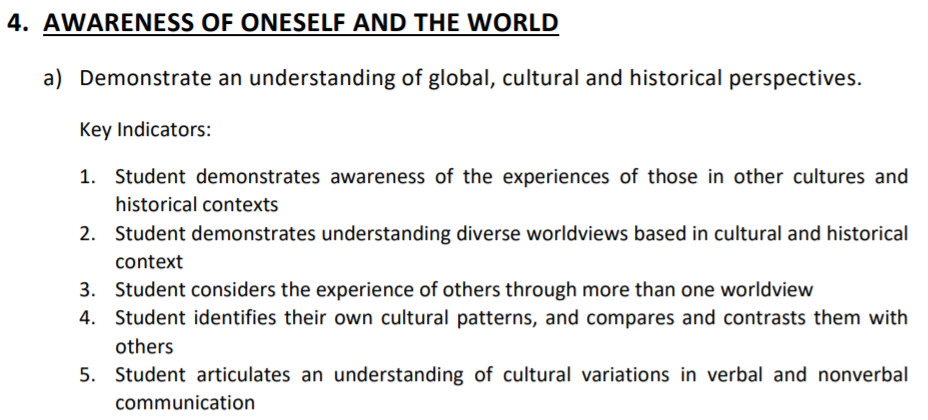 4. AWARENESS OF ONESELF AND THE WORLD
a) Demonstrate an understanding of global, cultural and historical perspectives.
Key Indicators:
1. Student demonstrates awareness of the experiences of those in other cultures and
historical contexts
2. Student demonstrates understanding diverse worldviews based in cultural and historical
context
3. Student considers the experience of others through more than one worldview
4. Student identifies their own cultural patterns, and compares and contrasts them with
others
5. Student articulates an understanding of cultural variations in verbal and nonverbal
communication